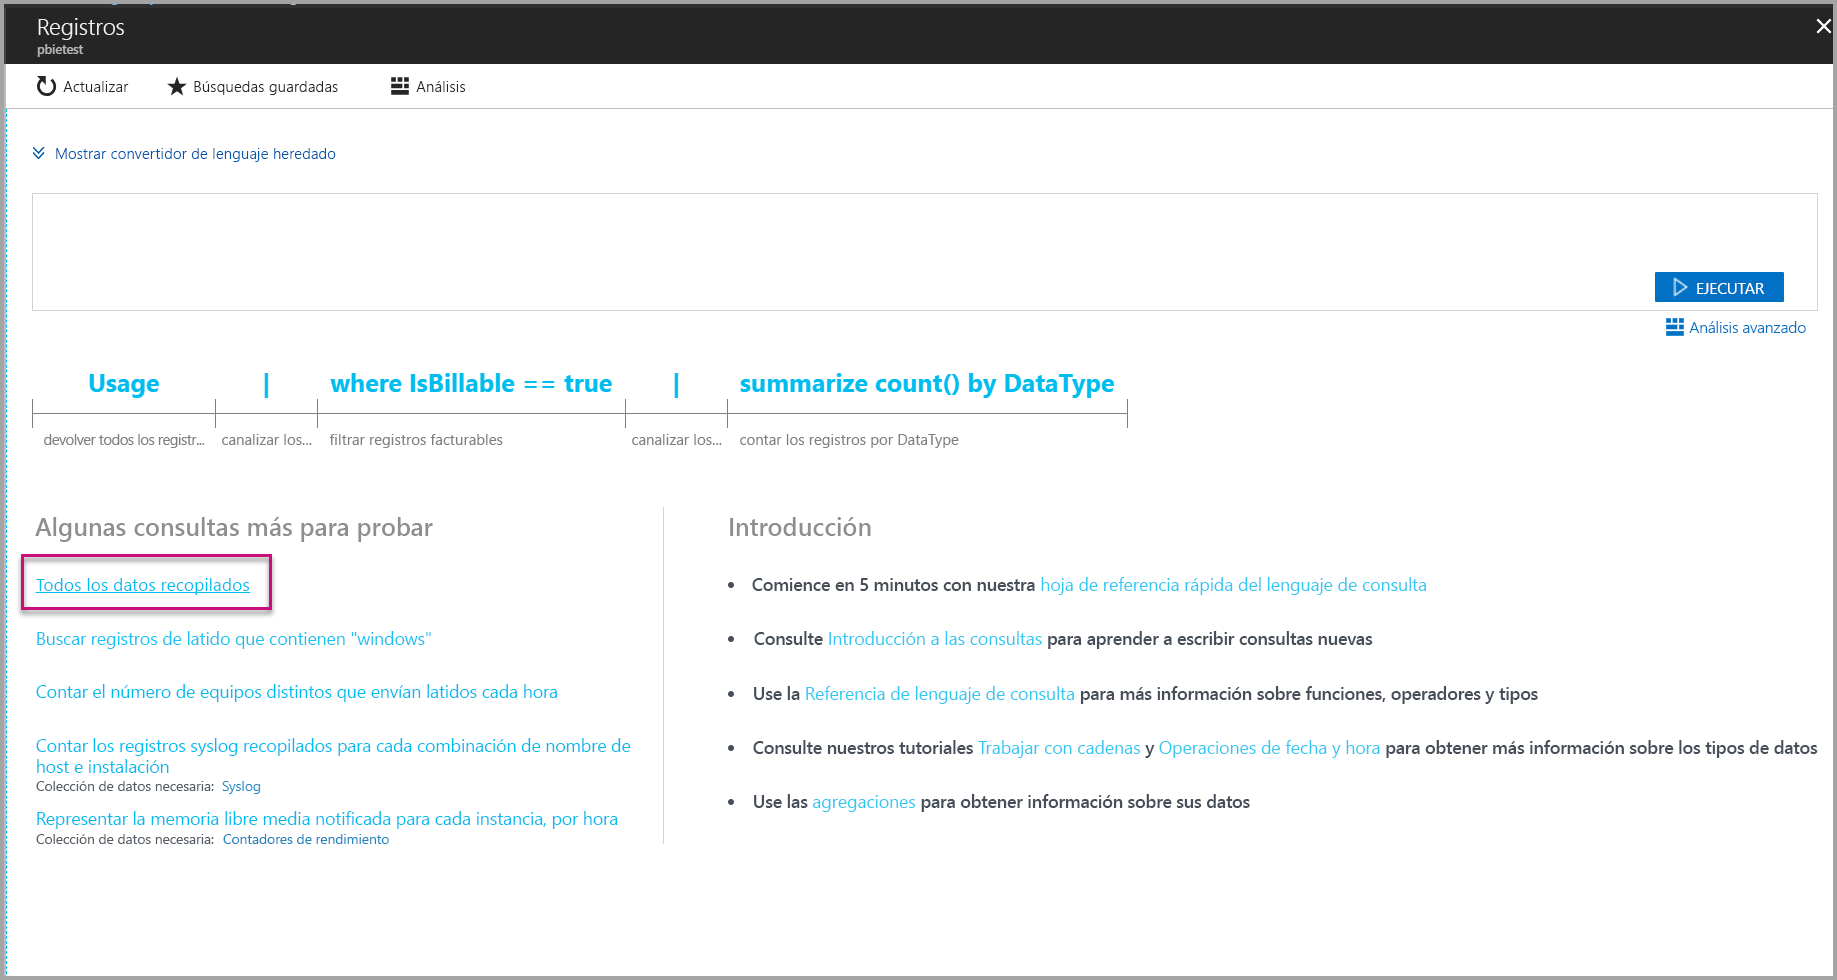 Registros
pbietest
Actualizar
Búsquedas guardadas
Análisis
Mostrar convertidor de lenguaje heredado
EJECUTAR
Análisis avanzado
Usage | where IsBillable == true | summarize count() by DataType
devolver todos los registr... canalizar los... filtrar registros facturables canalizar los... contar los registros por DataType
Algunas consultas más para probar
Todos los datos recopilados
Buscar registros de latido que contienen "windows"
Contar el número de equipos distintos que envían latidos cada hora
Contar los registros syslog recopilados para cada combinación de nombre de
host e instalación
Colección de datos necesaria: Syslog
Representar la memoria libre media notificada para cada instancia, por hora
Colección de datos necesaria: Contadores de rendimiento
Introducción
• Comience en 5 minutos con nuestra hoja de referencia rápida del lenguaje de consulta
• Consulte Introducción a las consultas para aprender a escribir consultas nuevas
• Use la Referencia de lenguaje de consulta para más información sobre funciones, operadores y tipos
• Consulte nuestros tutoriales Trabajar con cadenas y Operaciones de fecha y hora para obtener más información sobre los tipos de datos
• Use las agregaciones para obtener información sobre sus datos